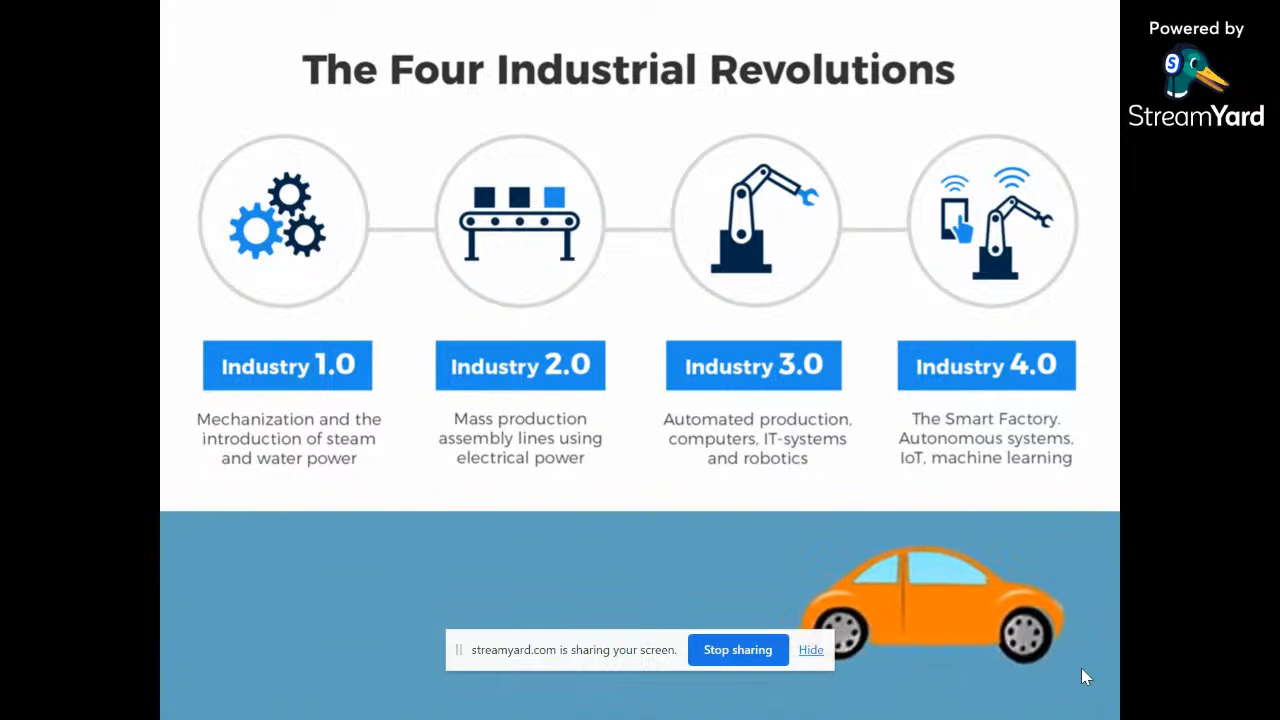 The Four Industrial Revolutions
Powered by
S
StreamYard
Industry 1.0
Industry 2.0
Industry 3.0
Industry 4.0
Mechanization and the
introduction of steam
and water power
Mass production
assembly lines using
electrical power
Automated production,
computers, IT-systems
and robotics
The Smart Factory.
Autonomous systems,
IoT, machine learning
streamyard.com is sharing your screen.
Stop sharing
Hide